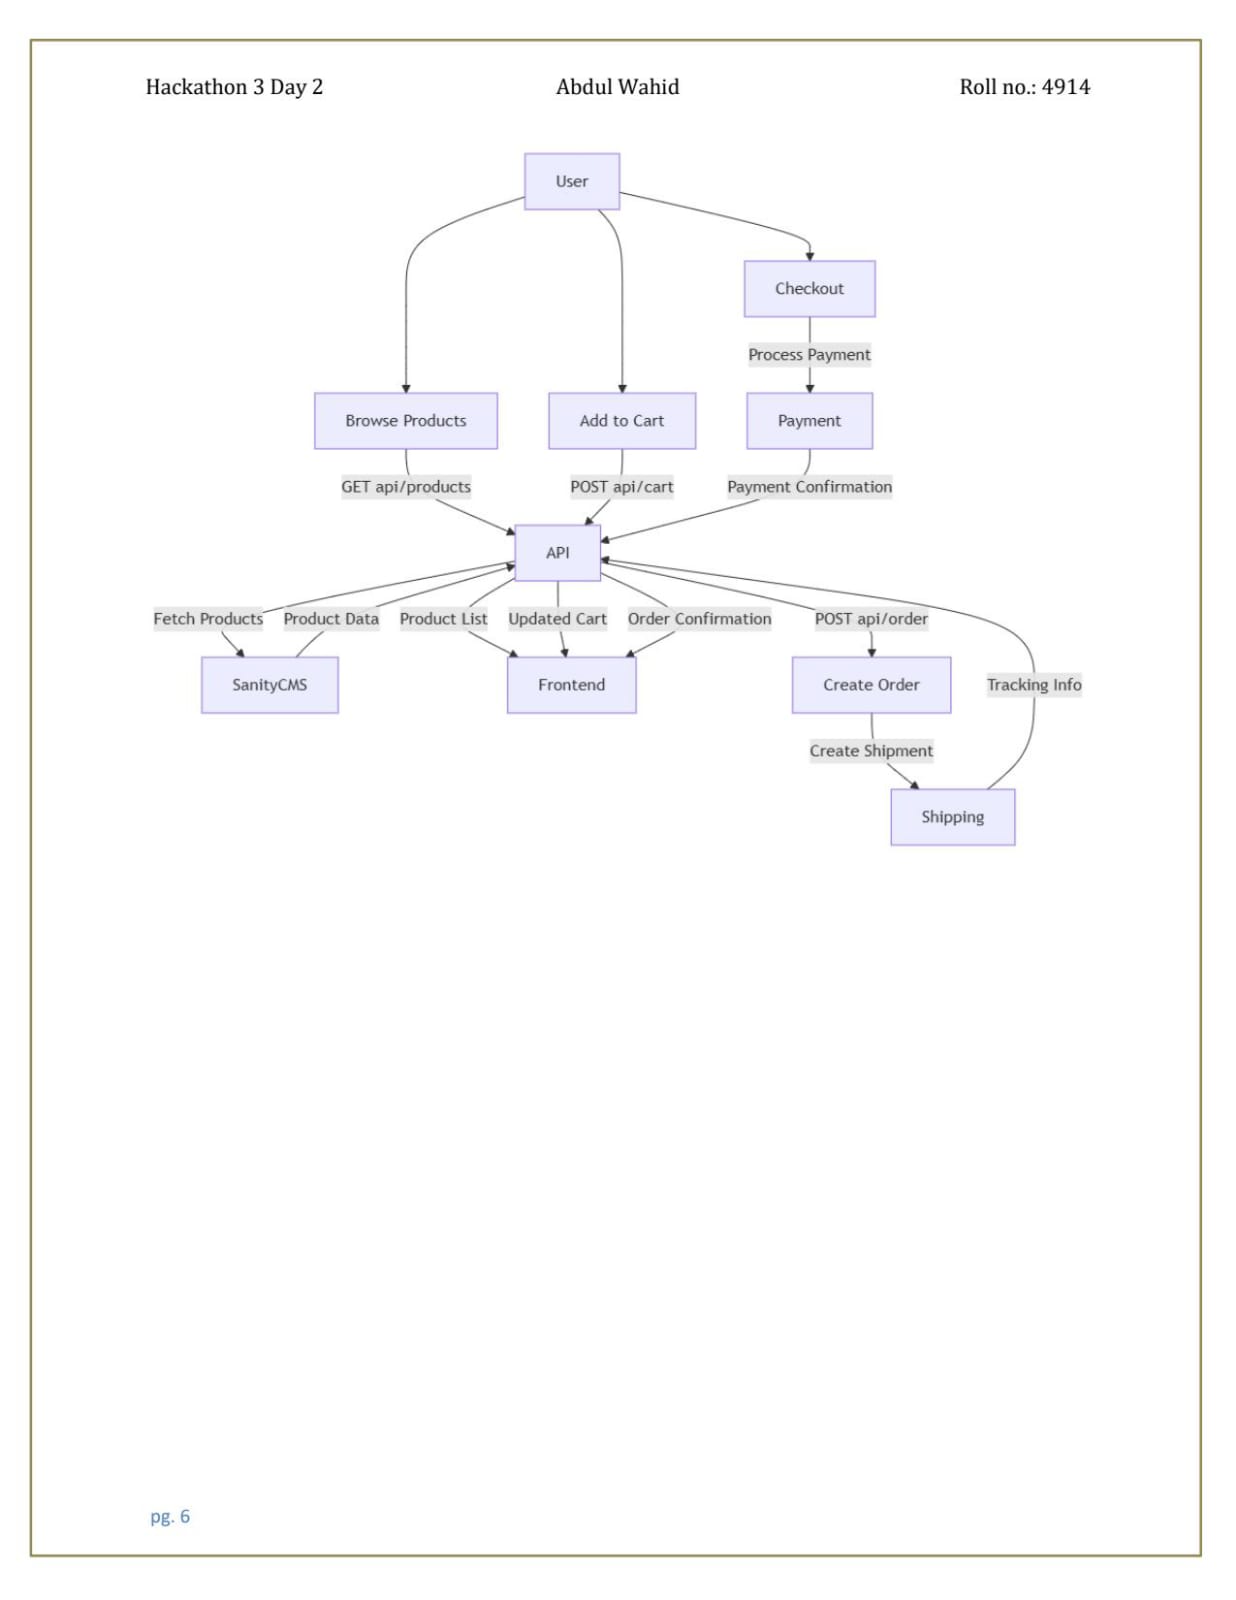 Hackathon 3 Day 2 Abdul Wahid Roll no.: 4914
User
Checkout
Process Payment
Browse Products Add to Cart Payment
GET api/products POST api/cart Payment Confirmation
API
Fetch Products Product Data Product List Updated Cart Order Confirmation POST api/order
SanityCMS Frontend Create Order Tracking Info
Create Shipment
Shipping
pg. 6